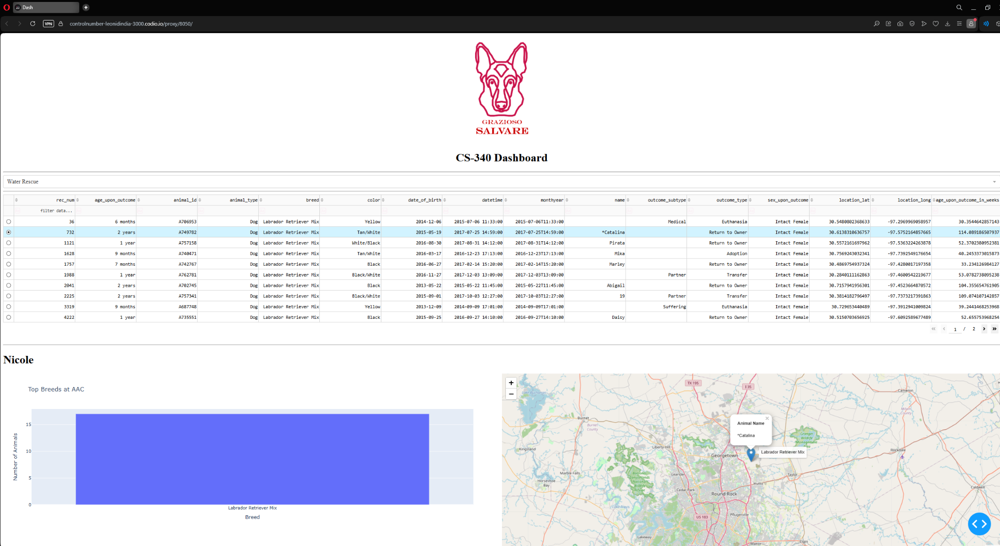 Dash
VPN
controlnumber-leonidindia-3000.codio.io/proxy/8050/
GRAZIOSO
SALVARE
CS-340 Dashboard
Water Rescue
rec_num age_upon_outcome animal_id animal_type breed color date_of_birth datetime monthyear name outcome_subtype outcome_type sex_upon_outcome location_lat location_long age_upon_outcome_in_weeks
filter data...
36 6 months A706953 Dog Labrador Retriever Mix Yellow 2014-12-06 2015-07-06 11:33:00 2015-07-06T11:33:00 Medical Euthanasia Intact Female 30.5480802368633 -97.2969969058957 30.3544642857143
732 2 years A749782 Dog Labrador Retriever Mix Tan/White 2015-05-19 2017-07-25 14:59:00 2017-07-25T14:59:00 *Catalina Return to Owner Intact Female 30.6138310636757 -97.5752164857665 114.089186507937
1121 1 year A757158 Dog Labrador Retriever Mix White/Black 2016-08-30 2017-08-31 14:12:00 2017-08-31T14:12:00 Pirata Return to Owner Intact Female 30.5572161697962 -97.5363224263878 52.3702380952381
1628 9 months A740471 Dog Labrador Retriever Mix Tan/White 2016-03-17 2016-12-23 17:13:00 2016-12-23T17:13:00 Mika Adoption Intact Female 30.7569243032341 -97.7392549176654 40.2453373015873
1757 7 months A742767 Dog Labrador Retriever Mix Black 2016-06-27 2017-02-14 15:20:00 2017-02-14T15:20:00 Marley Return to Owner Intact Female 30.4869754937324 -97.4280017197358 33.234126984127
1988 1 year A762781 Dog Labrador Retriever Mix Black/White 2016-11-27 2017-12-03 13:09:00 2017-12-03T13:09:00 Partner Transfer Intact Female 30.2840111162863 -97.4600542219677 53.0782738095238
2041 2 years A702745 Dog Labrador Retriever Mix Black 2013-05-22 2015-05-22 11:45:00 2015-05-22T11:45:00 Abigail Return to Owner Intact Female 30.7157941956301 -97.4523664870572 104.355654761905
2225 2 years A757341 Dog Labrador Retriever Mix Black/White 2015-09-01 2017-10-03 12:27:00 2017-10-03T12:27:00 19 Partner Transfer Intact Female 30.3814182796497 -97.7373217391863 109.074107142857
3319 9 months A687748 Dog Labrador Retriever Mix Yellow 2013-12-09 2014-09-09 17:01:00 2014-09-09T17:01:00 Suffering Euthanasia Intact Female 30.729653440489 -97.3912941009824 39.2441468253968
4222 1 year A735551 Dog Labrador Retriever Mix Black 2015-09-25 2016-09-27 14:10:00 2016-09-27T14:10:00 Daisy Return to Owner Intact Female 30.5150703656925 -97.6092589677489 52.655753968254
« ‹ 1 / 2 › »
Nicole
Top Breeds at AAC
15
10
5
0
Number of Animals
Labrador Retriever Mix
Breed
+
−
TX 195
I 35
Lake Buchanan
Cameron
Milam
County
Burnet
Burnet
County
Animal Name
*Catalina
Granger
Wildlife
Management
Area
Kingsland
Liberty Hill
County
Rockdale
Georgetown
Labrador Retriever Mix
Marble Falls
Balcones
Canyonlands
National
Wildlife
Refuge
Leander
Taylor
Horseshoe
Bay
Hutto
Caldwell
Cedar Park
Round Rock
Lake Travis
US 183
Pflugerville
Lakeway
Manor
Elgin